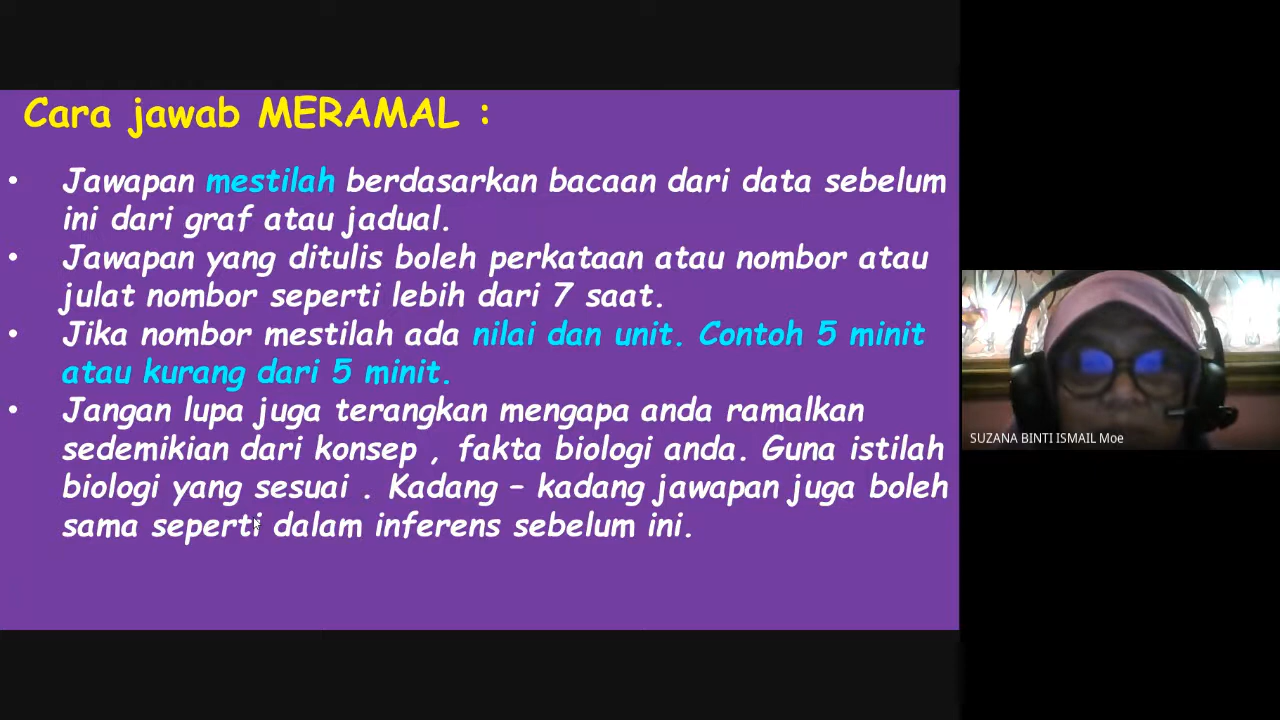 Cara jawab MERAMAL :
• Jawapan mestilah berdasarkan bacaan dari data sebelum
ini dari graf atau jadual.
• Jawapan yang ditulis boleh perkataan atau nombor atau
julat nombor seperti lebih dari 7 saat.
• Jika nombor mestilah ada nilai dan unit. Contoh 5 minit
atau kurang dari 5 minit.
• Jangan lupa juga terangkan mengapa anda ramalkan
sedemikian dari konsep , fakta biologi anda. Guna istilah
biologi yang sesuai . Kadang – kadang jawapan juga boleh
sama seperti dalam inferens sebelum ini.
SUZANA BINTI ISMAIL Moe